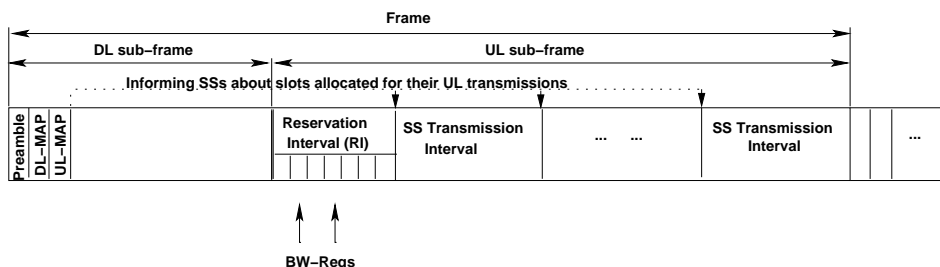 Frame
DL sub-frame
UL sub-frame
Informing SSs about slots allocated for their UL transmissions
Preamble
DL-MAP
UL-MAP
Reservation
Interval (RI)
SS Transmission
Interval
... ...
SS Transmission
Interval
...
BW-Reqs